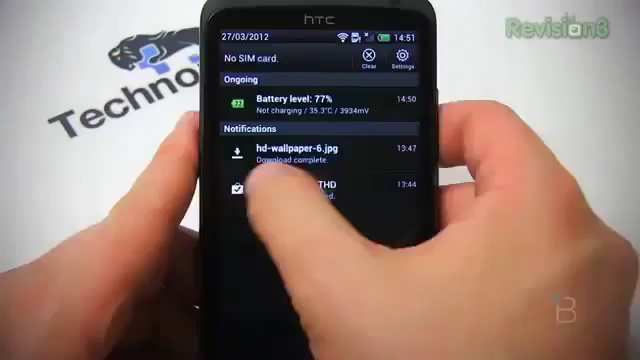 hTC
Revision3
27/03/2012
14:51
No SIM card.
Clear
Settings
Ongoing
77
Battery level: 77%
14:50
Not charging / 35.3°C / 3934mV
Notifications
hd-wallpaper-6.jpg
13:47
Download complete.
THD
13:44
B